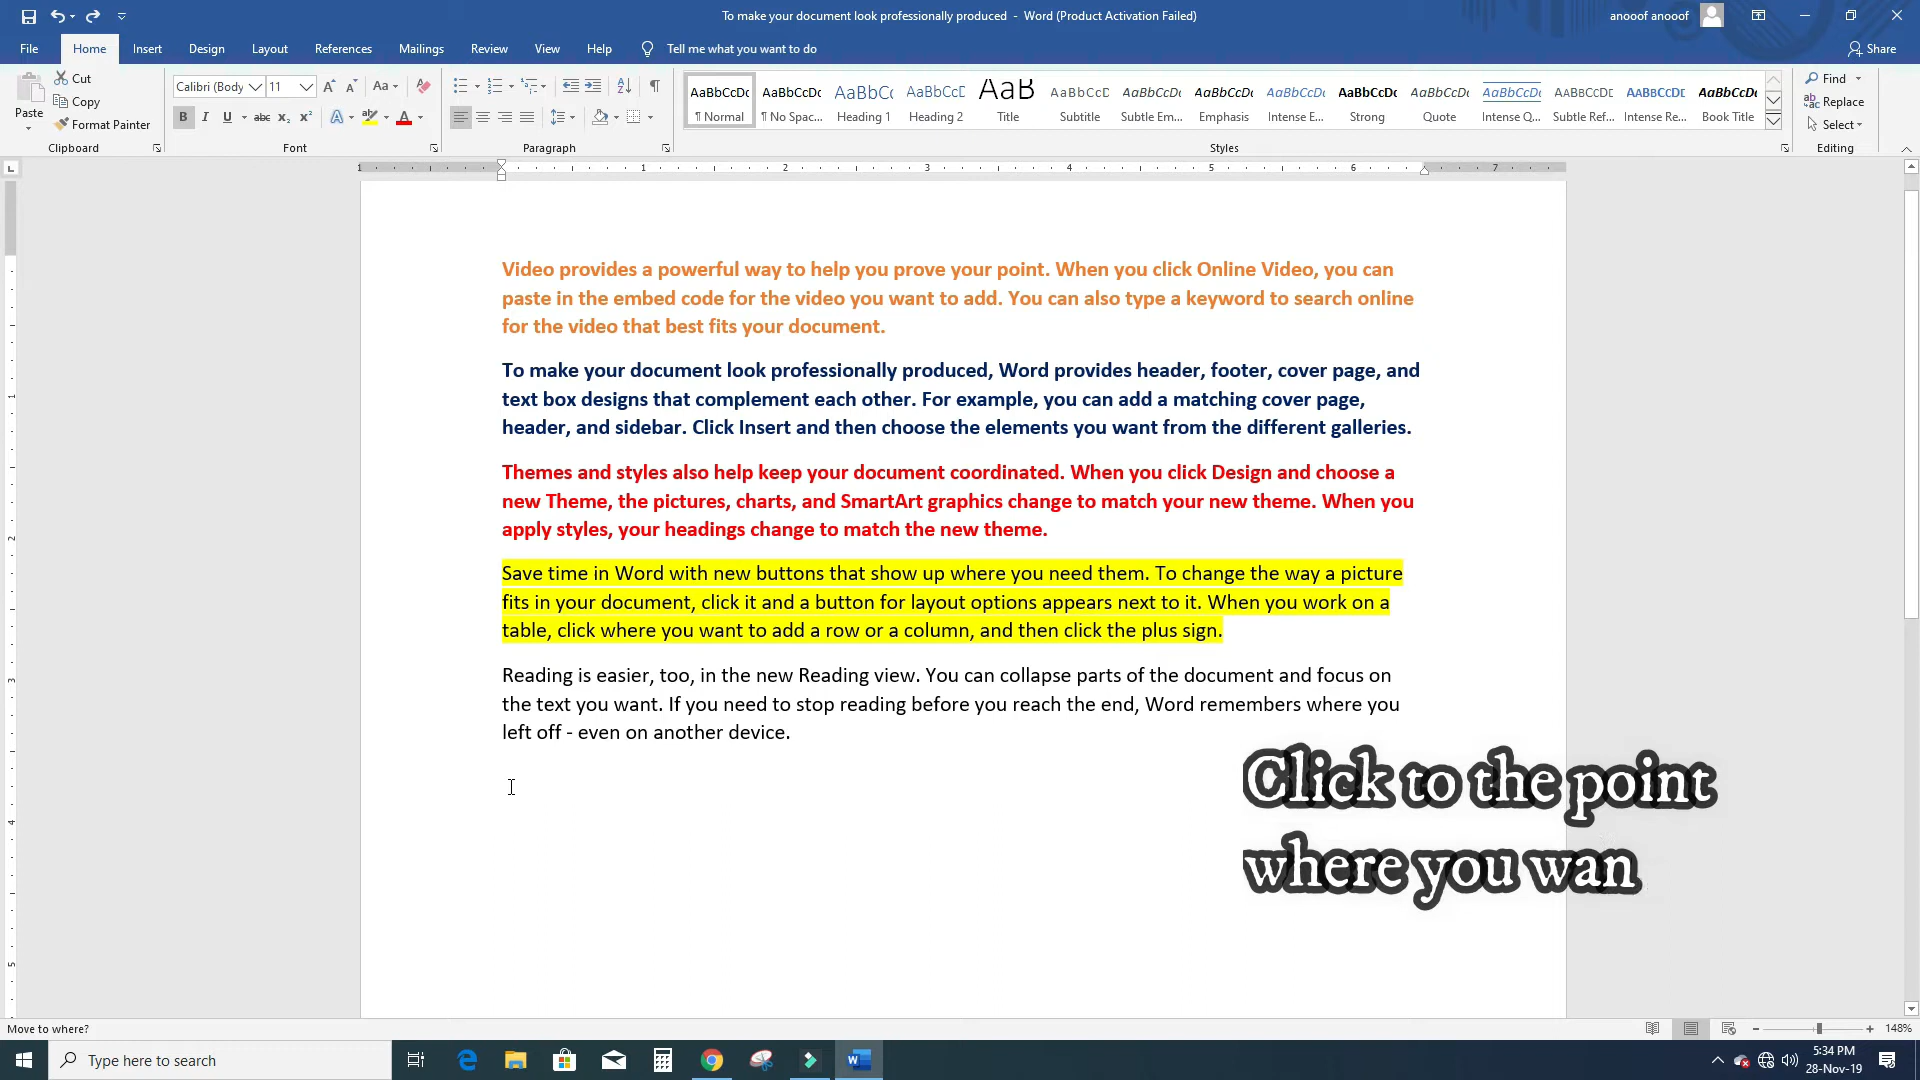 To make your document look professionally produced - Word (Product Activation Failed)
anooof anooof
File Home Insert Design Layout References Mailings Review View Help Tell me what you want to do Share
Paste
Cut
Copy
Format Painter
Clipboard
Calibri (Body 11
Font
Paragraph
AaBbCcDc AaBbCcDc AaBbCc AaBbCcD AaB AaBbCcD AaBbCcDc AaBbCcDc AaBbCcDc AaBbCcDc AaBbCcDc AaBbCcDc AABBCCDE AABBCCDE AaBbCcDc
¶ Normal ¶ No Spac... Heading 1 Heading 2 Title Subtitle Subtle Em... Emphasis Intense E... Strong Quote Intense Q... Subtle Ref... Intense Re... Book Title
Styles
Find
Replace
Select
Editing
1 1 2 3 4 5 6 7
Video provides a powerful way to help you prove your point. When you click Online Video, you can
paste in the embed code for the video you want to add. You can also type a keyword to search online
for the video that best fits your document.
To make your document look professionally produced, Word provides header, footer, cover page, and
text box designs that complement each other. For example, you can add a matching cover page,
header, and sidebar. Click Insert and then choose the elements you want from the different galleries.
Themes and styles also help keep your document coordinated. When you click Design and choose a
new Theme, the pictures, charts, and SmartArt graphics change to match your new theme. When you
apply styles, your headings change to match the new theme.
Save time in Word with new buttons that show up where you need them. To change the way a picture
fits in your document, click it and a button for layout options appears next to it. When you work on a
table, click where you want to add a row or a column, and then click the plus sign.
Reading is easier, too, in the new Reading view. You can collapse parts of the document and focus on
the text you want. If you need to stop reading before you reach the end, Word remembers where you
left off - even on another device.
Click to the point
where you wan
Move to where?
148%
Type here to search
5:34 PM
28-Nov-19